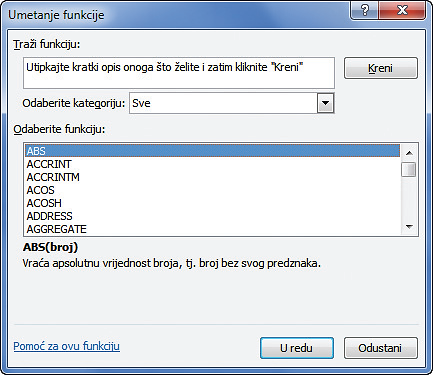 Umetanje funkcije
Traži funkciju:
Utipkajte kratki opis onoga što želite i zatim kliknite "Kreni"
Kreni
Odaberite kategoriju: Sve
Odaberite funkciju:
ABS
ACCRINT
ACCRINTM
ACOS
ACOSH
ADDRESS
AGGREGATE
ABS(broj)
Vraća apsolutnu vrijednost broja, tj. broj bez svog predznaka.
Pomoć za ovu funkciju
U redu
Odustani